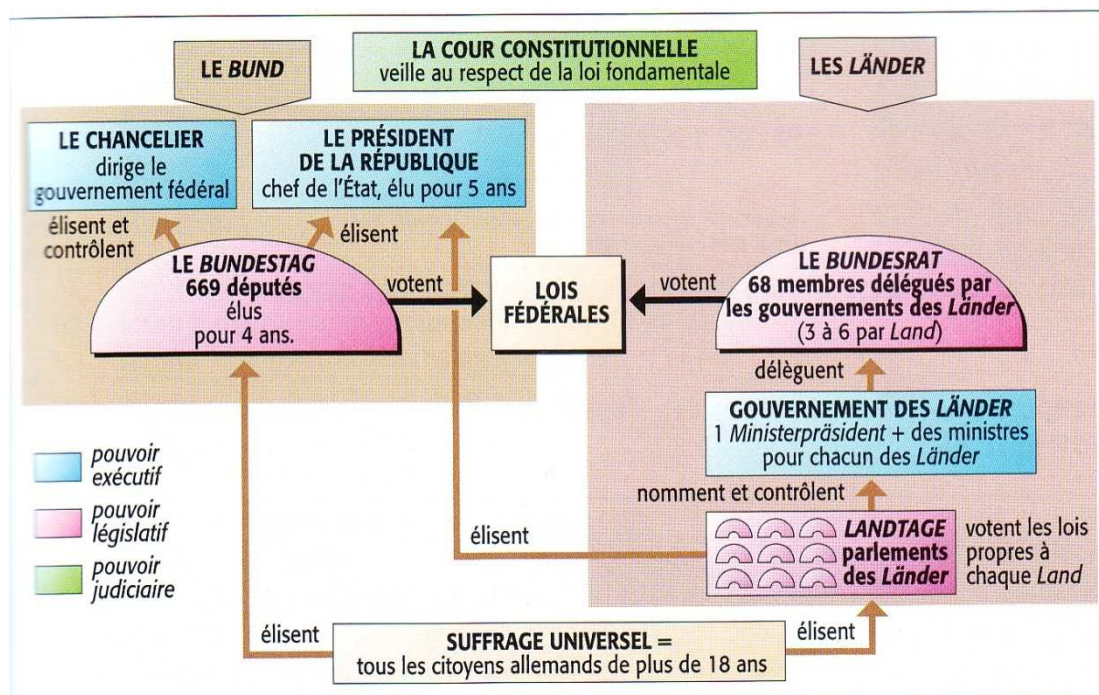 LE BUND
LA COUR CONSTITUTIONNELLE
veille au respect de la loi fondamentale
LES LÄNDER
LE CHANCELIER
dirige le
gouvernement fédéral
LE PRÉSIDENT
DE LA RÉPUBLIQUE
chef de l'État, élu pour 5 ans
élisent et
contrôlent
élisent
LE BUNDESTAG
669 députés
élus
pour 4 ans.
votent
LOIS
FÉDÉRALES
votent
LE BUNDESRAT
68 membres délégués par
les gouvernements des Länder
(3 à 6 par Land)
délèguent
GOUVERNEMENT DES LÄNDER
1 Ministerpräsident + des ministres
pour chacun des Länder
nomment et contrôlent
élisent
LANDTAGE
parlements
des Länder
votent les lois
propres à
chaque Land
pouvoir
exécutif
pouvoir
législatif
pouvoir
judiciaire
élisent
SUFFRAGE UNIVERSEL =
tous les citoyens allemands de plus de 18 ans
élisent